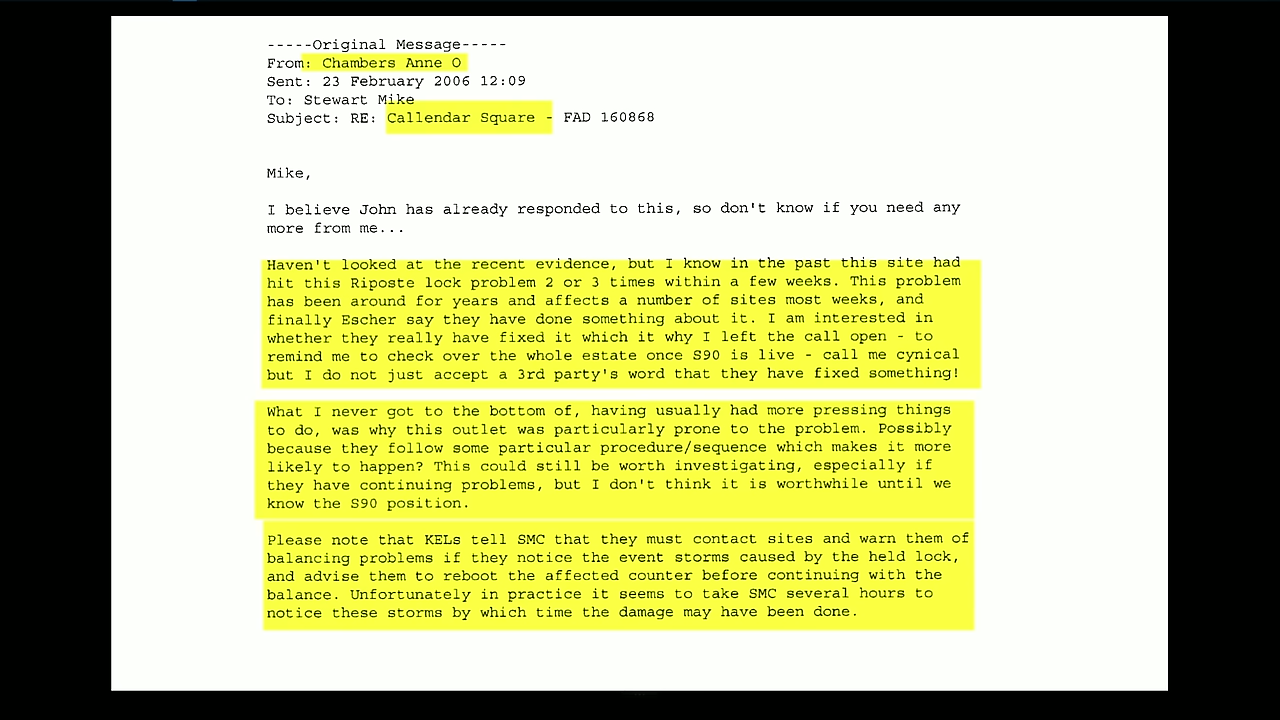 -----Original Message-----
From: Chambers Anne O
Sent: 23 February 2006 12:09
To: Stewart Mike
Subject: RE: Callendar Square - FAD 160868
Mike,
I believe John has already responded to this, so don't know if you need any
more from me...
Haven't looked at the recent evidence, but I know in the past this site had
hit this Riposte lock problem 2 or 3 times within a few weeks. This problem
has been around for years and affects a number of sites most weeks, and
finally Escher say they have done something about it. I am interested in
whether they really have fixed it which it why I left the call open - to
remind me to check over the whole estate once S90 is live - call me cynical
but I do not just accept a 3rd party's word that they have fixed something!
What I never got to the bottom of, having usually had more pressing things
to do, was why this outlet was particularly prone to the problem. Possibly
because they follow some particular procedure/sequence which makes it more
likely to happen? This could still be worth investigating, especially if
they have continuing problems, but I don't think it is worthwhile until we
know the S90 position.
Please note that KELs tell SMC that they must contact sites and warn them of
balancing problems if they notice the event storms caused by the held lock,
and advise them to reboot the affected counter before continuing with the
balance. Unfortunately in practice it seems to take SMC several hours to
notice these storms by which time the damage may have been done.